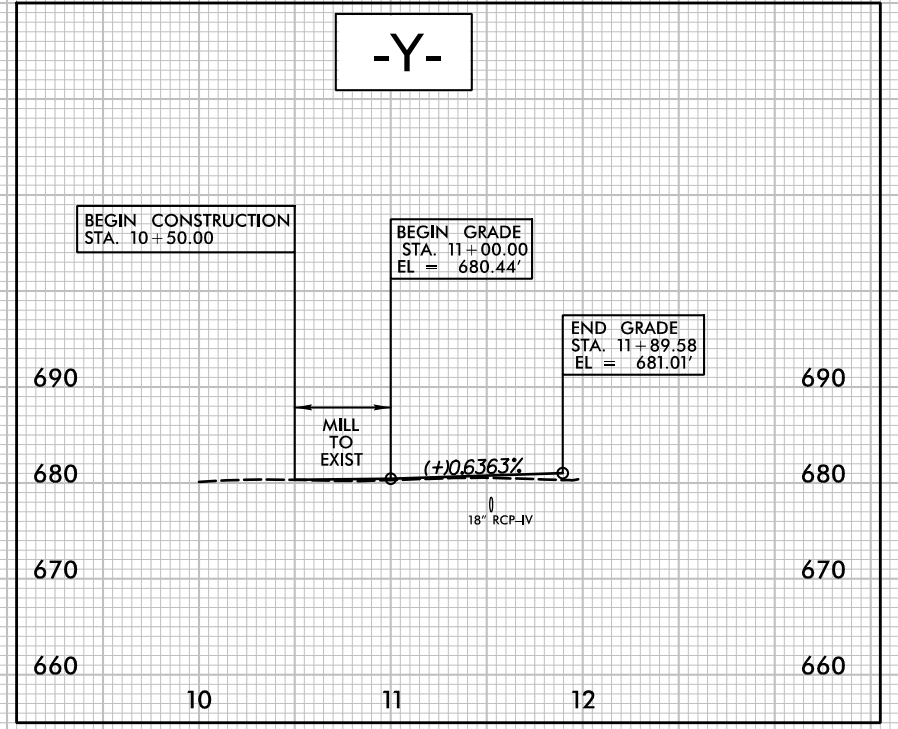 -Y-
BEGIN CONSTRUCTION
STA. 10+50.00
BEGIN GRADE
STA. 11+00.00
EL = 680.44'
END GRADE
STA. 11+89.58
EL = 681.01'
690
690
MILL
TO
EXIST
680
(+)0.6363%
680
18" RCP-IV
670
670
660
660
10
11
12